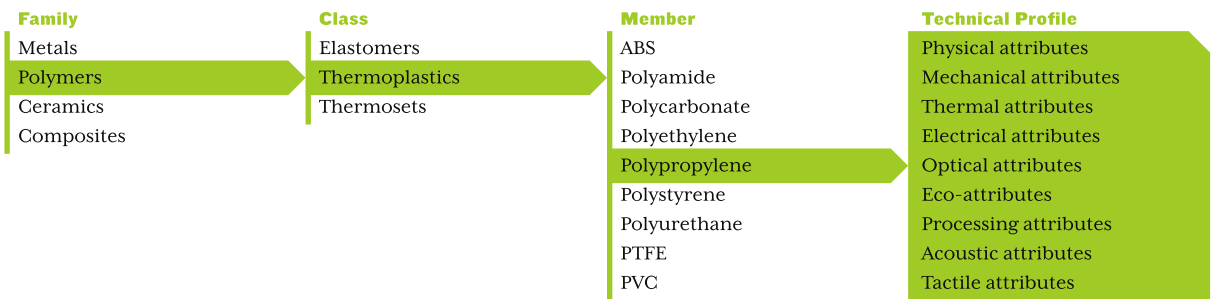 Family
Metals
Polymers
Ceramics
Composites
Class
Elastomers
Thermoplastics
Thermosets
Member
ABS
Polyamide
Polycarbonate
Polyethylene
Polypropylene
Polystyrene
Polyurethane
PTFE
PVC
Technical Profile
Physical attributes
Mechanical attributes
Thermal attributes
Electrical attributes
Optical attributes
Eco-attributes
Processing attributes
Acoustic attributes
Tactile attributes